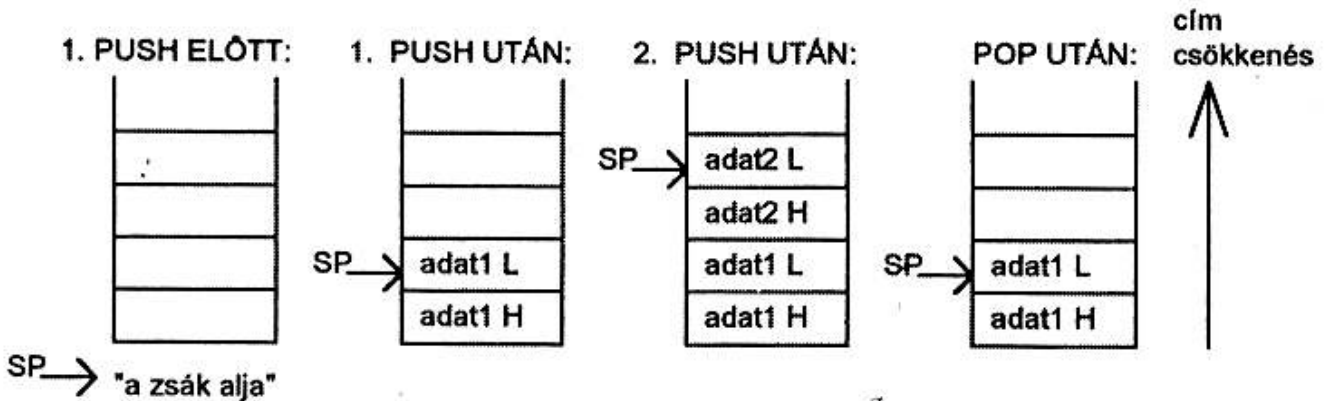 1. PUSH ELŐTT:
1. PUSH UTÁN:
2. PUSH UTÁN:
POP UTÁN:
cím
csökkenés
SP
"a zsák alja"
SP
adat1 L
adat1 H
SP
adat2 L
adat2 H
adat1 L
adat1 H
SP
adat1 L
adat1 H